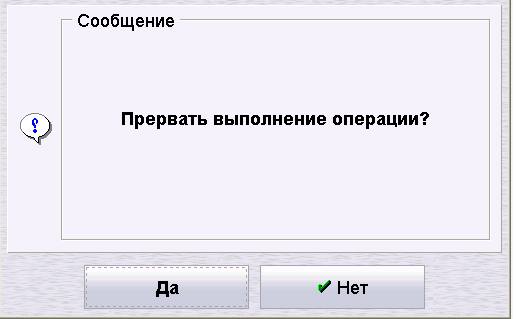 Сообщение
Прервать выполнение операции?
Да
Нет